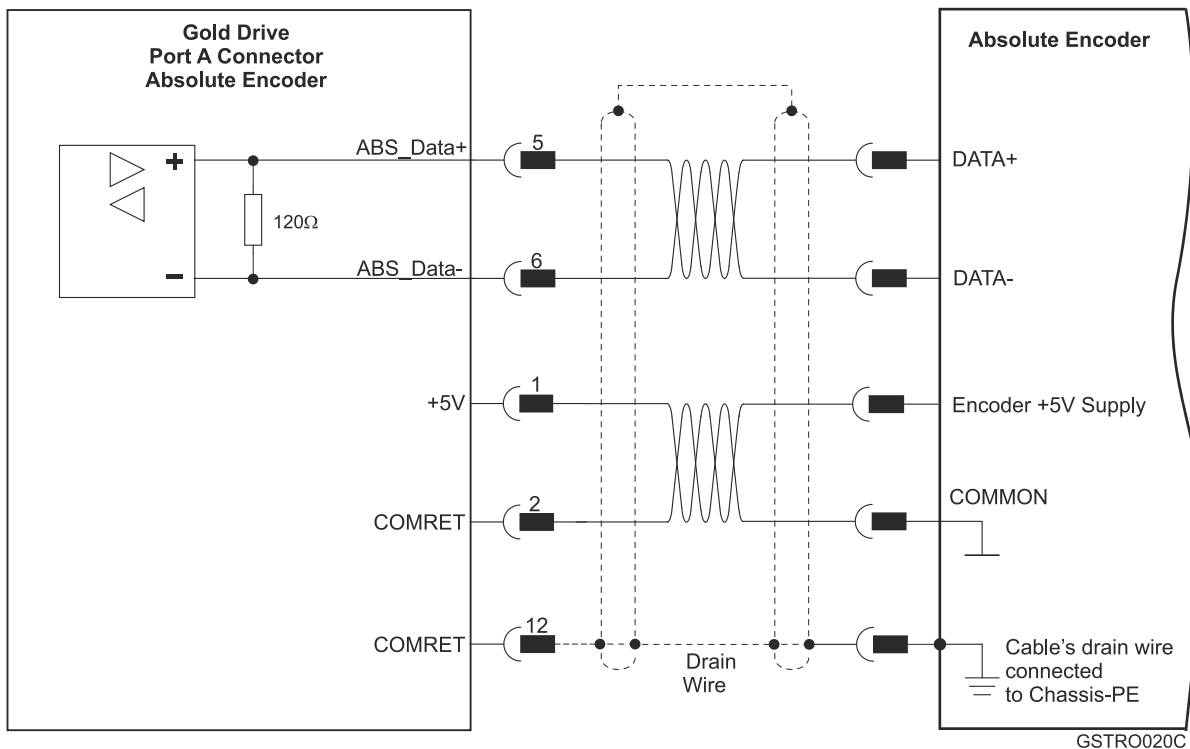 Gold Drive
Port A Connector
Absolute Encoder
Absolute Encoder
+
-
120Ω
ABS_Data+
5
DATA+
ABS_Data-
6
DATA-
+5V
1
Encoder +5V Supply
COMRET
2
COMMON
COMRET
12
Drain
Wire
Cable's drain wire
connected
to Chassis-PE
GSTRO020C